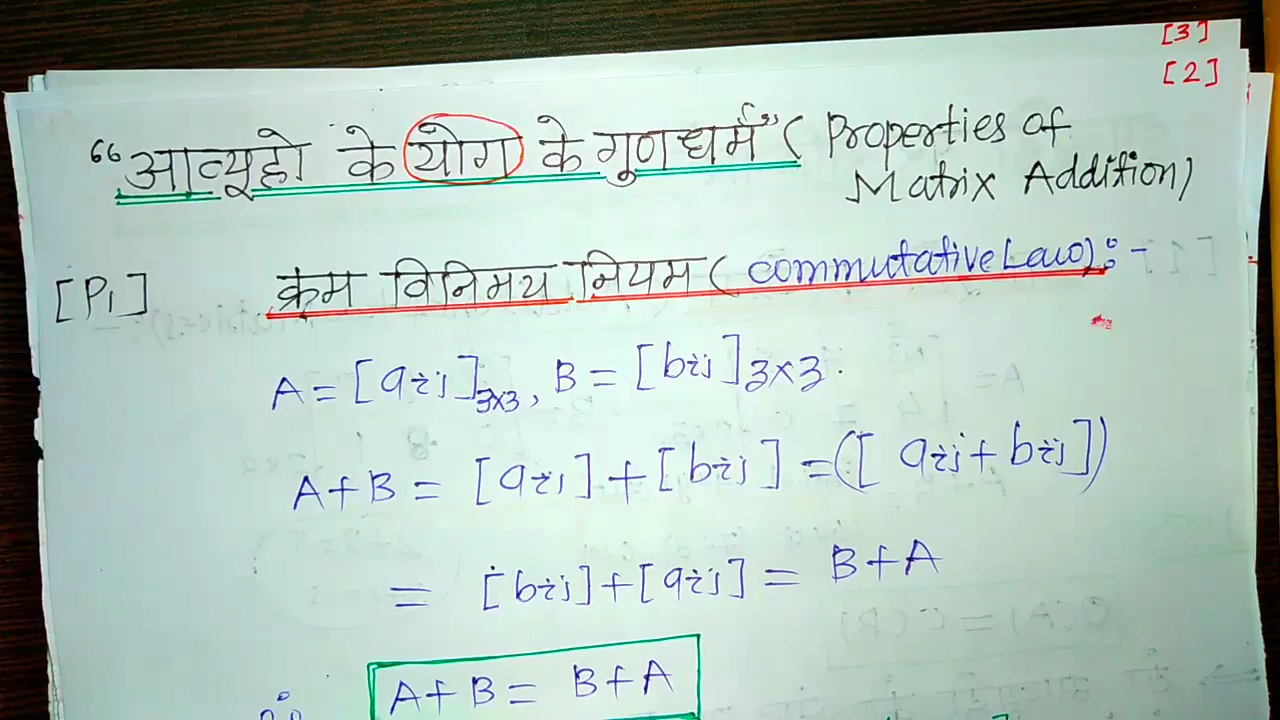 [3]
[2]
“आव्यूहो के योग के गुणधर्म” ( Properties of
Matrix Addition)
[P1] क्रम विनिमय नियम ( Commutative Law) : -
A = [aij]3×3, B = [bij]3×3.
A+B = [aij] + [bij] = ([ aij + bij])
= [bij] + [aij] = B+A
∴ A+B = B+A